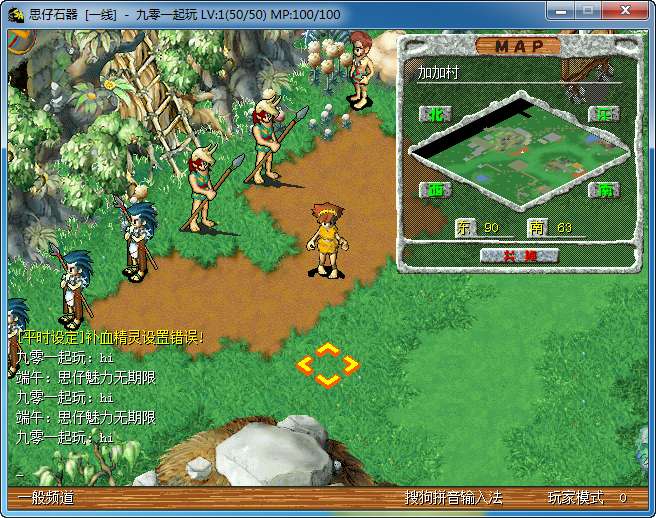 思仔石器 [一线] - 九零一起玩 LV:1(50/50) MP:100/100
MAP
加加村
北 东
西 南
东 90 南 63
[平时设定]补血精灵设置错误!
九零一起玩: hi
端午: 思仔魅力无期限
九零一起玩: hi
端午: 思仔魅力无期限
九零一起玩: hi
一般频道 搜狗拼音输入法 玩家模式 0